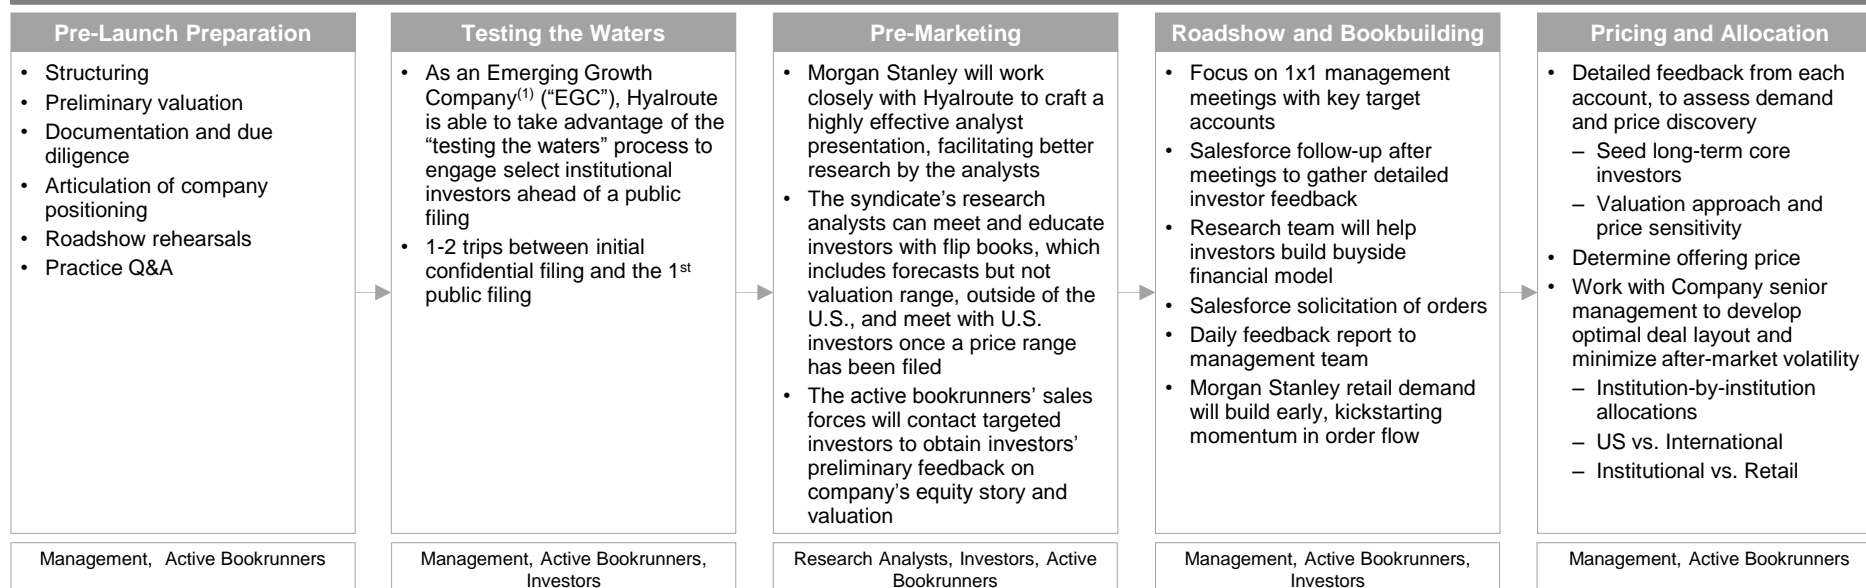 Pre-Launch Preparation
• Structuring
• Preliminary valuation
• Documentation and due
diligence
• Articulation of company
positioning
• Roadshow rehearsals
• Practice Q&A
Management, Active Bookrunners
Testing the Waters
• As an Emerging Growth
Company(1) (“EGC”), Hyalroute
is able to take advantage of the
“testing the waters” process to
engage select institutional
investors ahead of a public
filing
• 1-2 trips between initial
confidential filing and the 1st
public filing
Management, Active Bookrunners,
Investors
Pre-Marketing
• Morgan Stanley will work
closely with Hyalroute to craft a
highly effective analyst
presentation, facilitating better
research by the analysts
• The syndicate’s research
analysts can meet and educate
investors with flip books, which
includes forecasts but not
valuation range, outside of the
U.S., and meet with U.S.
investors once a price range
has been filed
• The active bookrunners’ sales
forces will contact targeted
investors to obtain investors’
preliminary feedback on
company’s equity story and
valuation
Research Analysts, Investors, Active
Bookrunners
Roadshow and Bookbuilding
• Focus on 1x1 management
meetings with key target
accounts
• Salesforce follow-up after
meetings to gather detailed
investor feedback
• Research team will help
investors build buyside
financial model
• Salesforce solicitation of orders
• Daily feedback report to
management team
• Morgan Stanley retail demand
will build early, kickstarting
momentum in order flow
Management, Active Bookrunners,
Investors
Pricing and Allocation
• Detailed feedback from each
account, to assess demand
and price discovery
– Seed long-term core
investors
– Valuation approach and
price sensitivity
• Determine offering price
• Work with Company senior
management to develop
optimal deal layout and
minimize after-market volatility
– Institution-by-institution
allocations
– US vs. International
– Institutional vs. Retail
Management, Active Bookrunners